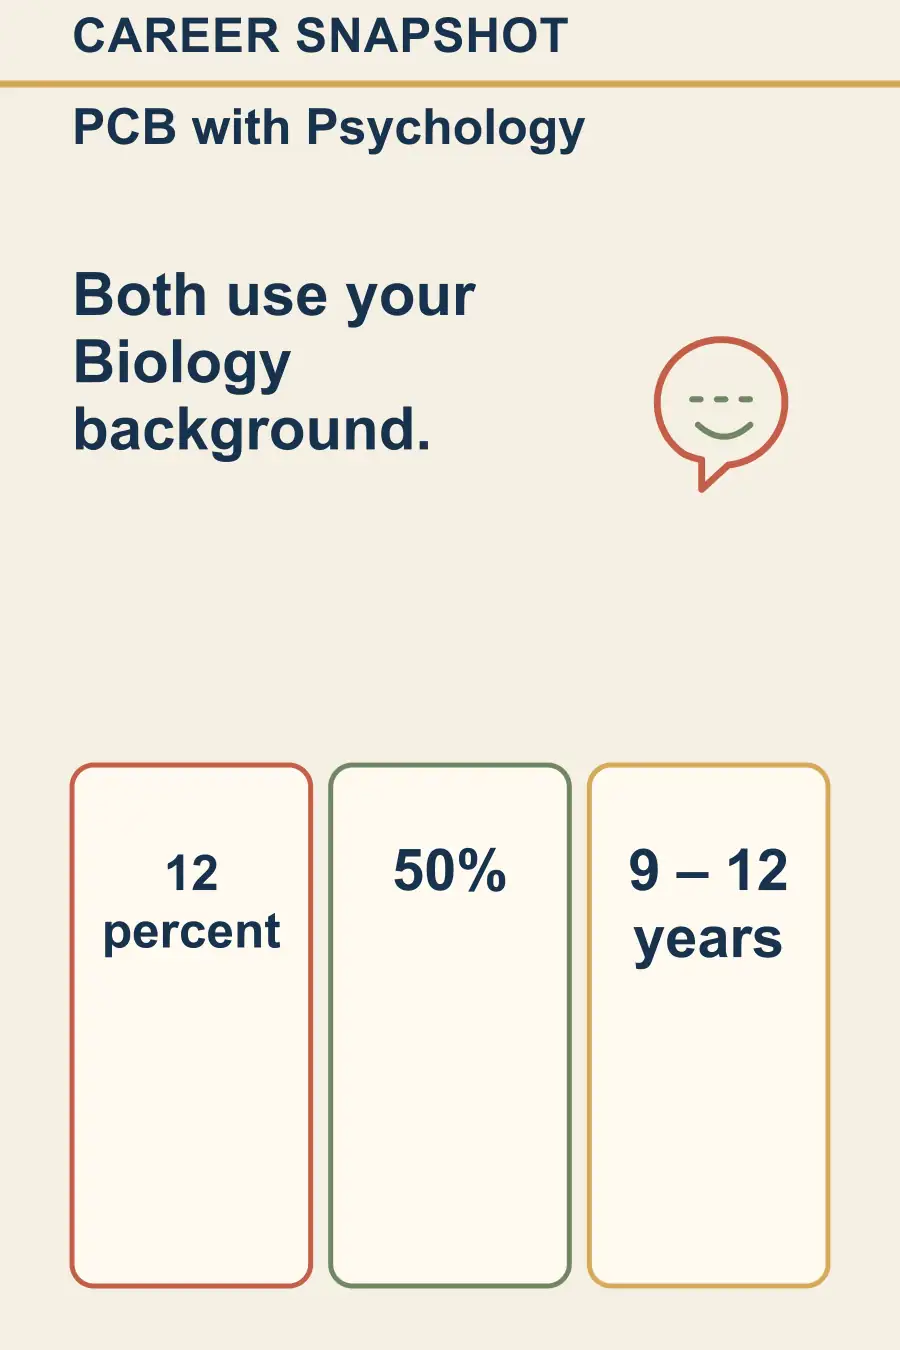 CAREER SNAPSHOT
PCB with Psychology
Both use your
Biology
background.
12
percent
50%
9 – 12
years